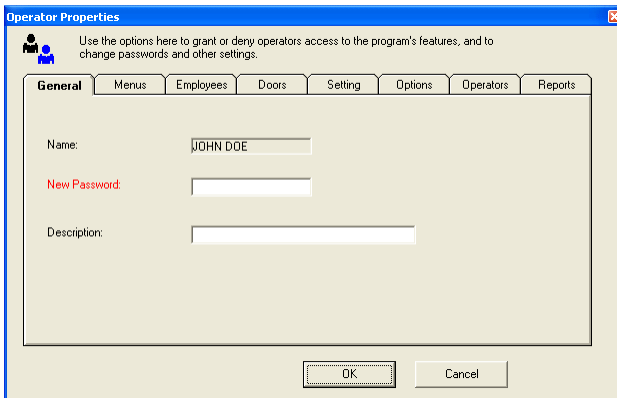 Operator Properties
Use the options here to grant or deny operators access to the program's features, and to
change passwords and other settings.
General Menus Employees Doors Setting Options Operators Reports
Name: JOHN DOE
New Password:
Description:
OK Cancel